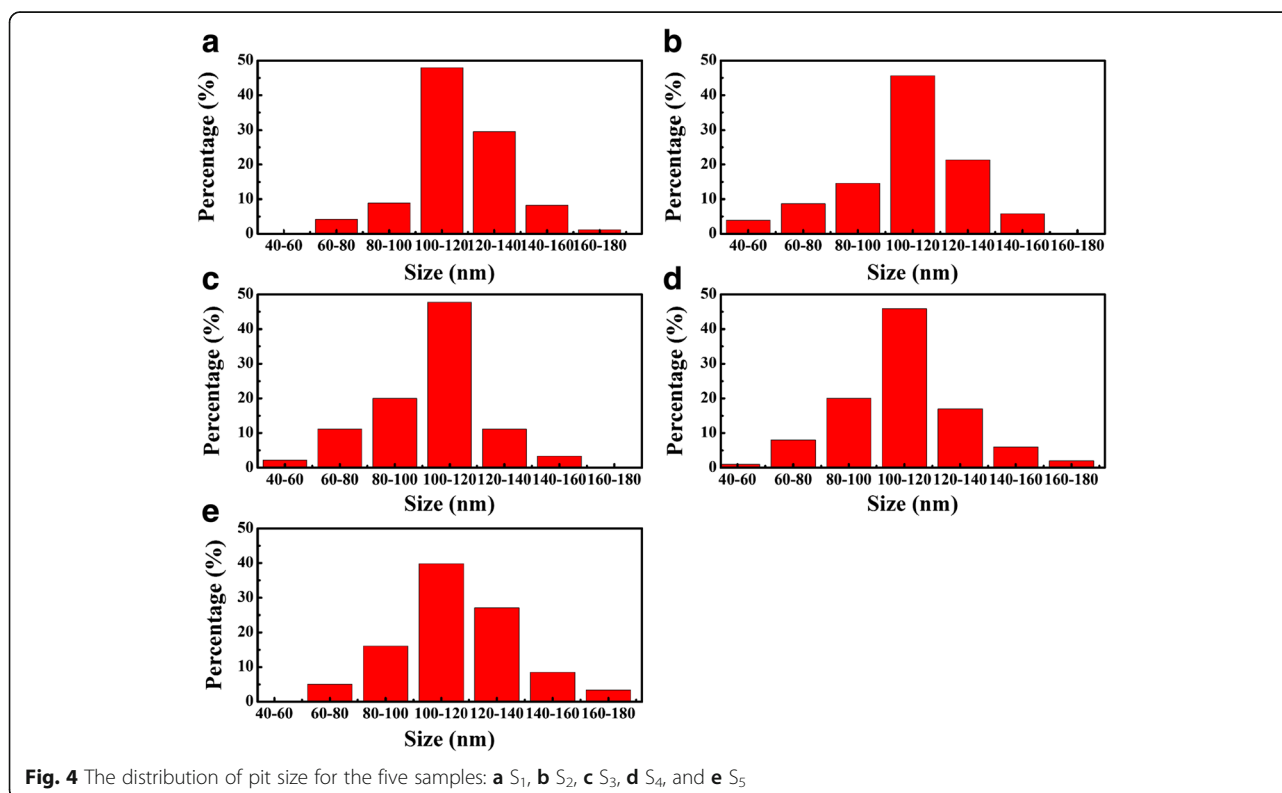 a
50
40
30
20
10
0
Percentage (%)
40-60 60-80 80-100 100-120 120-140 140-160 160-180
Size (nm)
b
50
40
30
20
10
0
Percentage (%)
40-60 60-80 80-100 100-120 120-140 140-160 160-180
Size (nm)
c
50
40
30
20
10
0
Percentage (%)
40-60 60-80 80-100 100-120 120-140 140-160 160-180
Size (nm)
d
50
40
30
20
10
0
Percentage (%)
40-60 60-80 80-100 100-120 120-140 140-160 160-180
Size (nm)
e
50
40
30
20
10
0
Percentage (%)
40-60 60-80 80-100 100-120 120-140 140-160 160-180
Size (nm)
Fig. 4 The distribution of pit size for the five samples: a S₁, b S₂, c S₃, d S₄, and e S₅